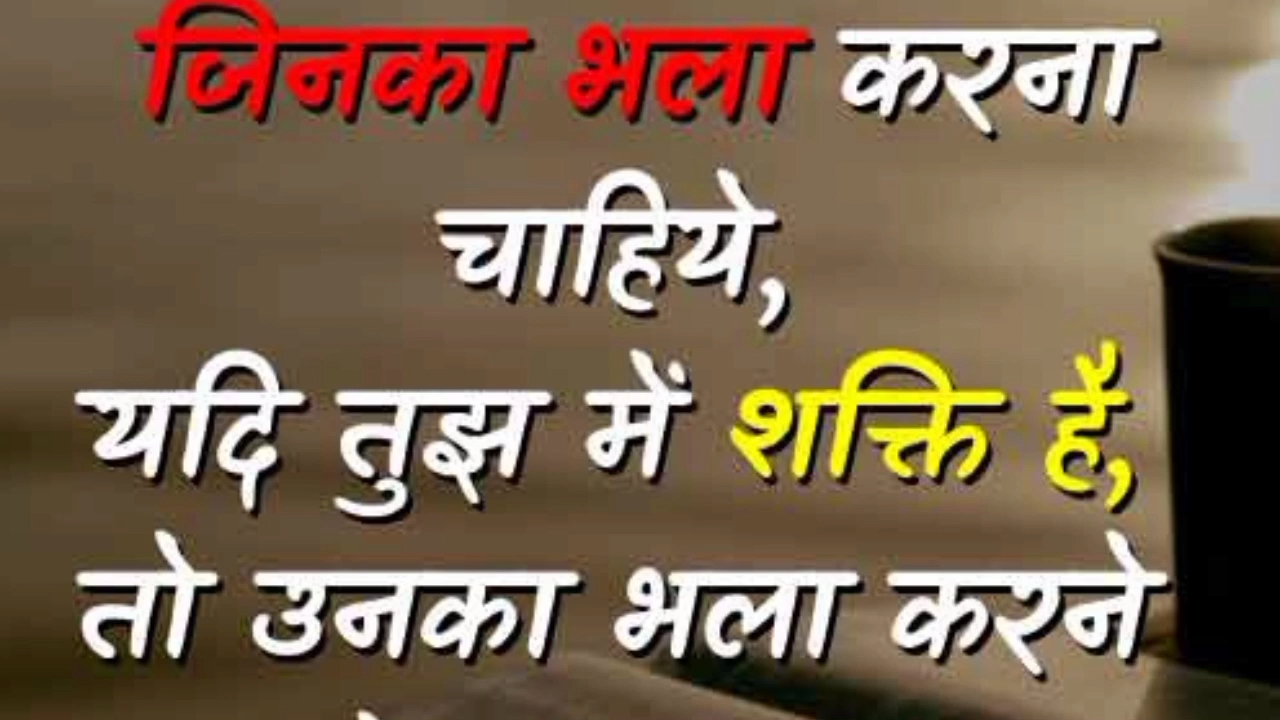 जिनका भला करना
चाहिये,
यदि तुझ में शक्ति है,
तो उनका भला करने